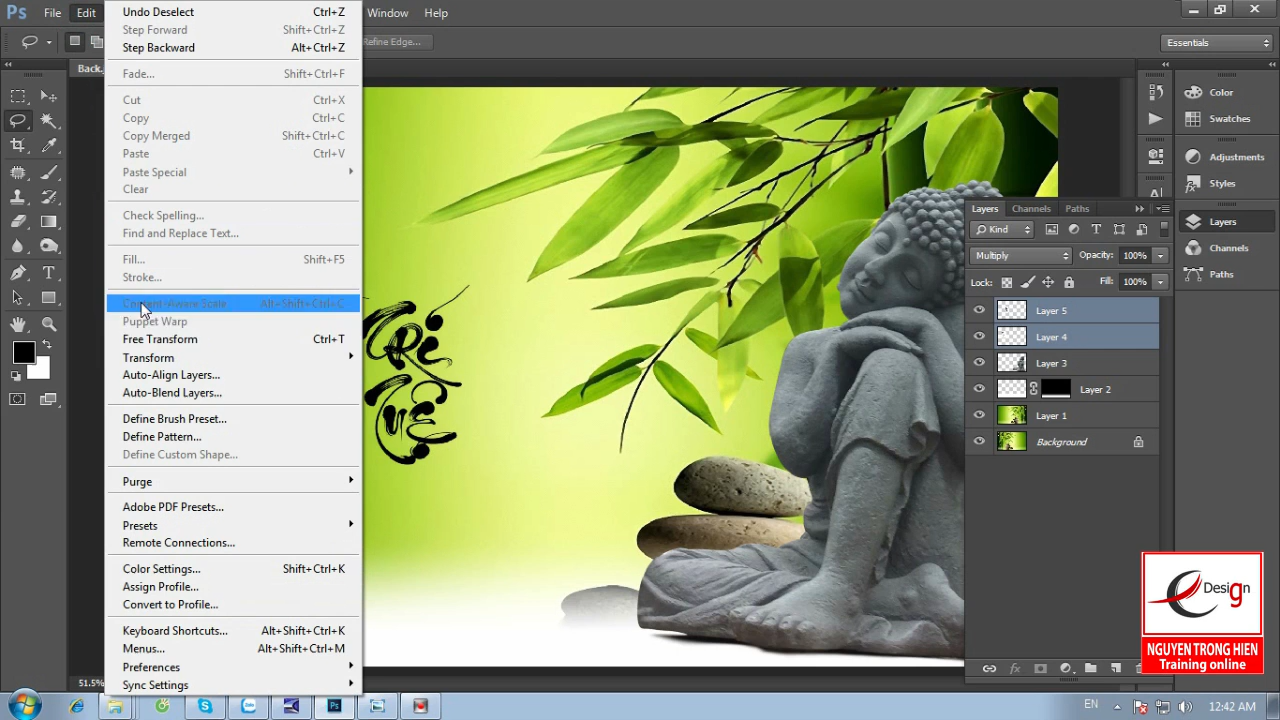 Ps File Edit Window Help
Refine Edge...
Essentials
Back.
Undo Deselect Ctrl+Z
Step Forward Shift+Ctrl+Z
Step Backward Alt+Ctrl+Z
Fade... Shift+Ctrl+F
Cut Ctrl+X
Copy Ctrl+C
Copy Merged Shift+Ctrl+C
Paste Ctrl+V
Paste Special
Clear
Check Spelling...
Find and Replace Text...
Fill... Shift+F5
Stroke...
Content-Aware Scale Alt+Shift+Ctrl+C
Puppet Warp
Free Transform Ctrl+T
Transform
Auto-Align Layers...
Auto-Blend Layers...
Define Brush Preset...
Define Pattern...
Define Custom Shape...
Purge
Adobe PDF Presets...
Presets
Remote Connections...
Color Settings... Shift+Ctrl+K
Assign Profile...
Convert to Profile...
Keyboard Shortcuts... Alt+Shift+Ctrl+K
Menus... Alt+Shift+Ctrl+M
Preferences
Sync Settings
51.5
Color
Swatches
Adjustments
Styles
Layers
Channels
Paths
Layers Channels Paths
Kind
Multiply Opacity: 100%
Lock: Fill: 100%
Layer 5
Layer 4
Layer 3
Layer 2
Layer 1
Background
Design
NGUYEN TRONG HIEN
Training online
EN 12:42 AM